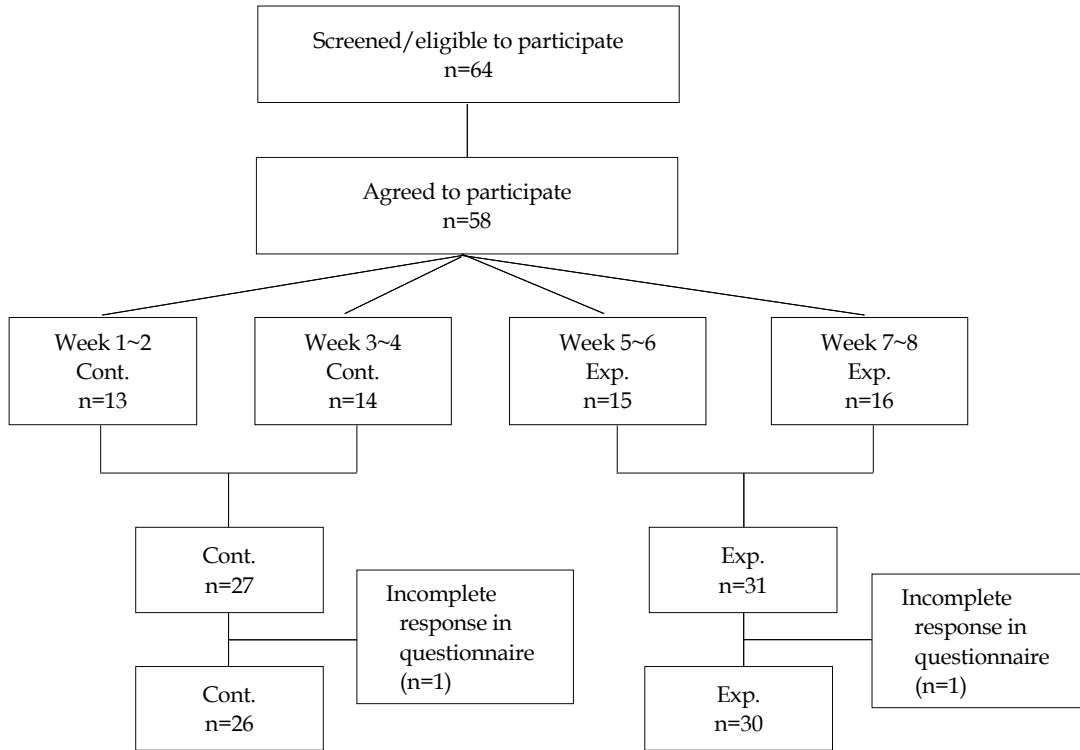 Screened/eligible to participate
n=64
Agreed to participate
n=58
Week 1~2
Cont.
n=13
Week 3~4
Cont.
n=14
Week 5~6
Exp.
n=15
Week 7~8
Exp.
n=16
Cont.
n=27
Incomplete
response in
questionnaire
(n=1)
Exp.
n=31
Incomplete
response in
questionnaire
(n=1)
Cont.
n=26
Exp.
n=30